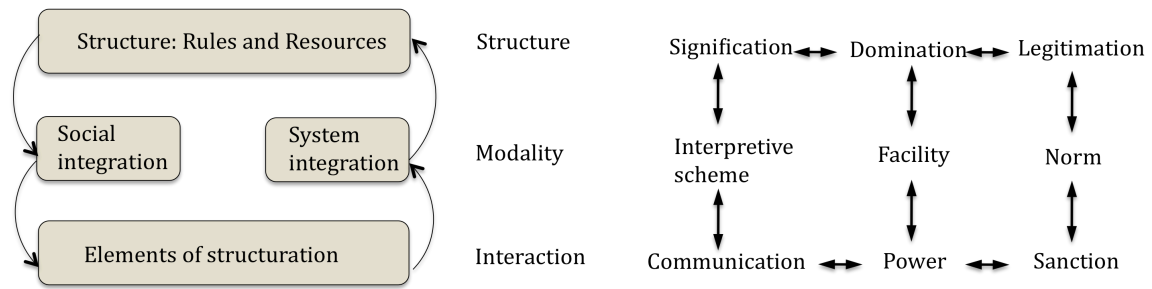 Structure: Rules and Resources
Social
integration
System
integration
Elements of structuration
Structure
Modality
Interaction
Signification Domination Legitimation
Interpretive
scheme
Facility
Norm
Communication Power Sanction